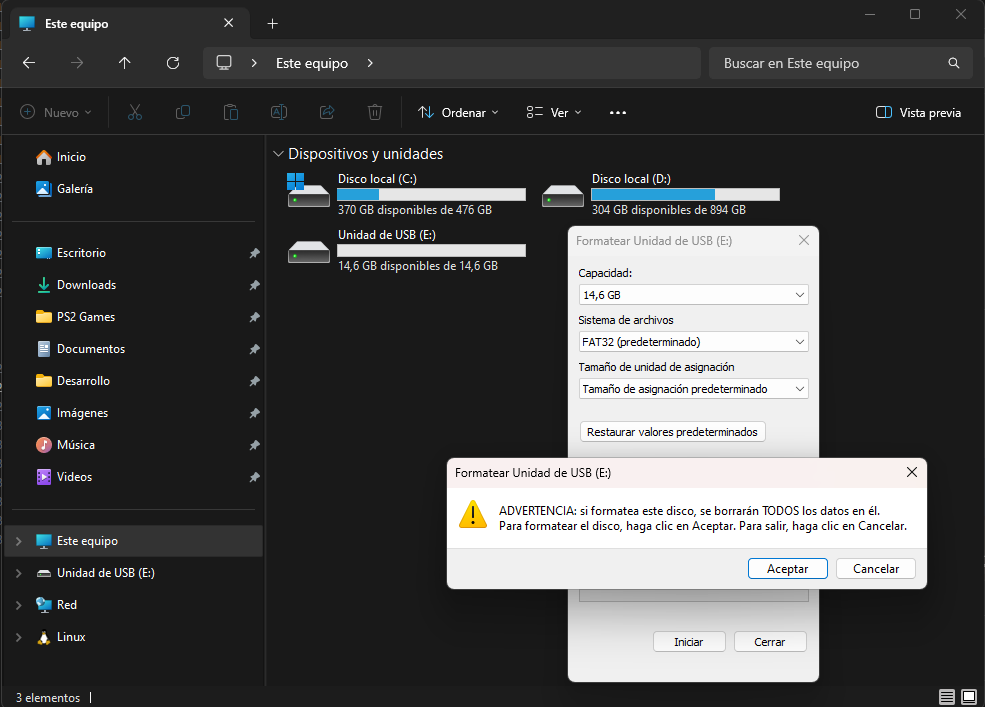 Este equipo
Este equipo
Buscar en Este equipo
Nuevo
Ordenar
Ver
Vista previa
Inicio
Galería
Escritorio
Downloads
PS2 Games
Documentos
Desarrollo
Imágenes
Música
Videos
Este equipo
Unidad de USB (E:)
Red
Linux
Dispositivos y unidades
Disco local (C:)
370 GB disponibles de 476 GB
Disco local (D:)
304 GB disponibles de 894 GB
Unidad de USB (E:)
14,6 GB disponibles de 14,6 GB
Formatear Unidad de USB (E:)
Capacidad:
14,6 GB
Sistema de archivos
FAT32 (predeterminado)
Tamaño de unidad de asignación
Tamaño de asignación predeterminado
Restaurar valores predeterminados
Formatear Unidad de USB (E:)
ADVERTENCIA: si formatea este disco, se borrarán TODOS los datos en él.
Para formatear el disco, haga clic en Aceptar. Para salir, haga clic en Cancelar.
Aceptar
Cancelar
Iniciar
Cerrar
3 elementos